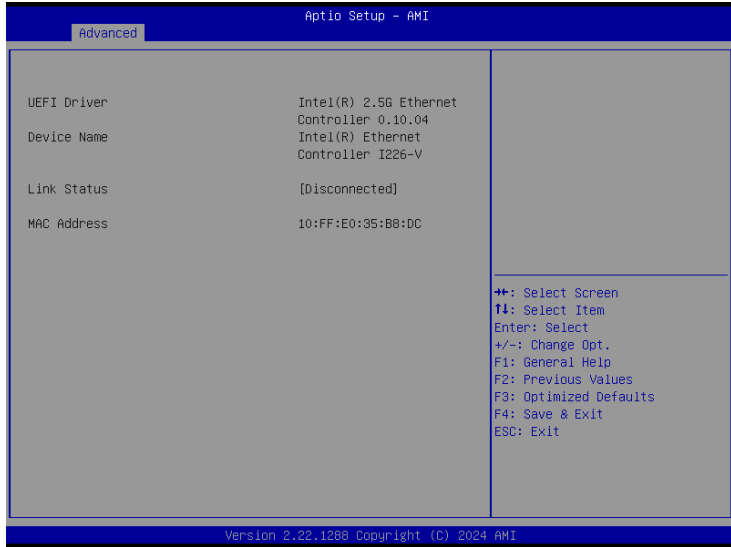 Aptio Setup - AMI
Advanced
UEFI Driver Intel(R) 2.5G Ethernet
Controller 0.10.04
Device Name Intel(R) Ethernet
Controller I226-V
Link Status [Disconnected]
MAC Address 10:FF:E0:35:B8:DC
→←: Select Screen
↑↓: Select Item
Enter: Select
+/-: Change Opt.
F1: General Help
F2: Previous Values
F3: Optimized Defaults
F4: Save & Exit
ESC: Exit
Version 2.22.1288 Copyright (C) 2024 AMI